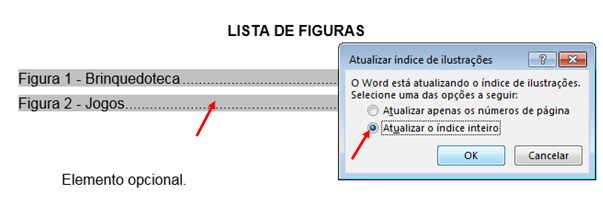 LISTA DE FIGURAS
Figura 1 - Brinquedoteca
Figura 2 - Jogos
Elemento opcional.
Atualizar índice de ilustrações
O Word está atualizando o índice de ilustrações.
Selecione uma das opções a seguir:
Atualizar apenas os números de página
Atualizar o índice inteiro
OK Cancelar